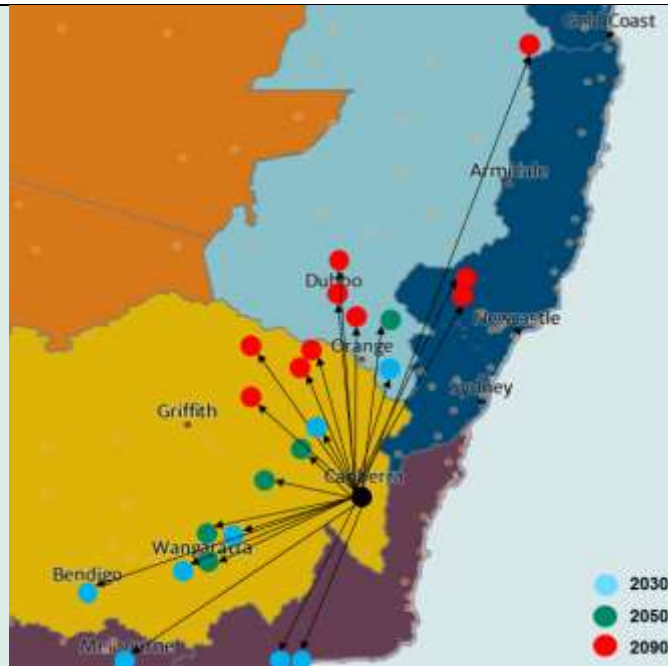 Gold Coast
Armidale
Dubbo
Newcastle
Orange
Sydney
Griffith
Canberra
Wangaratta
Bendigo
Melbourne
2030
2050
2090